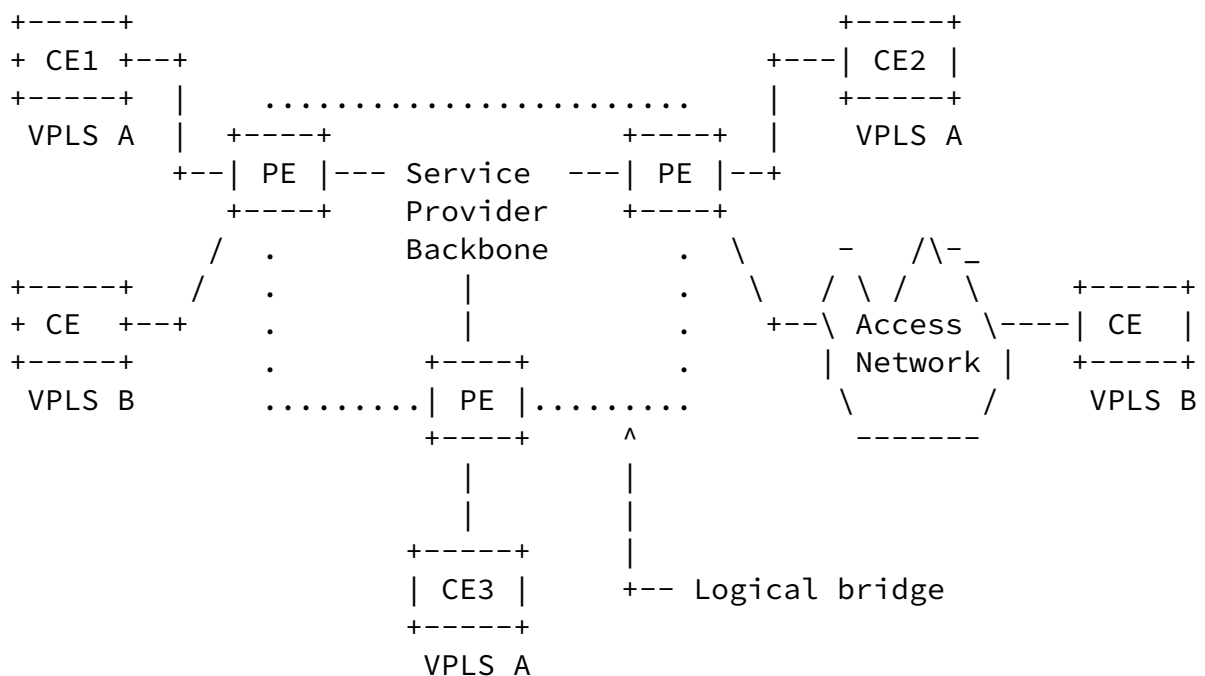 CE1 CE2
VPLS A VPLS A
PE Service PE
Provider
Backbone
CE Access CE
Network
VPLS B PE VPLS B
CE3 Logical bridge
VPLS A